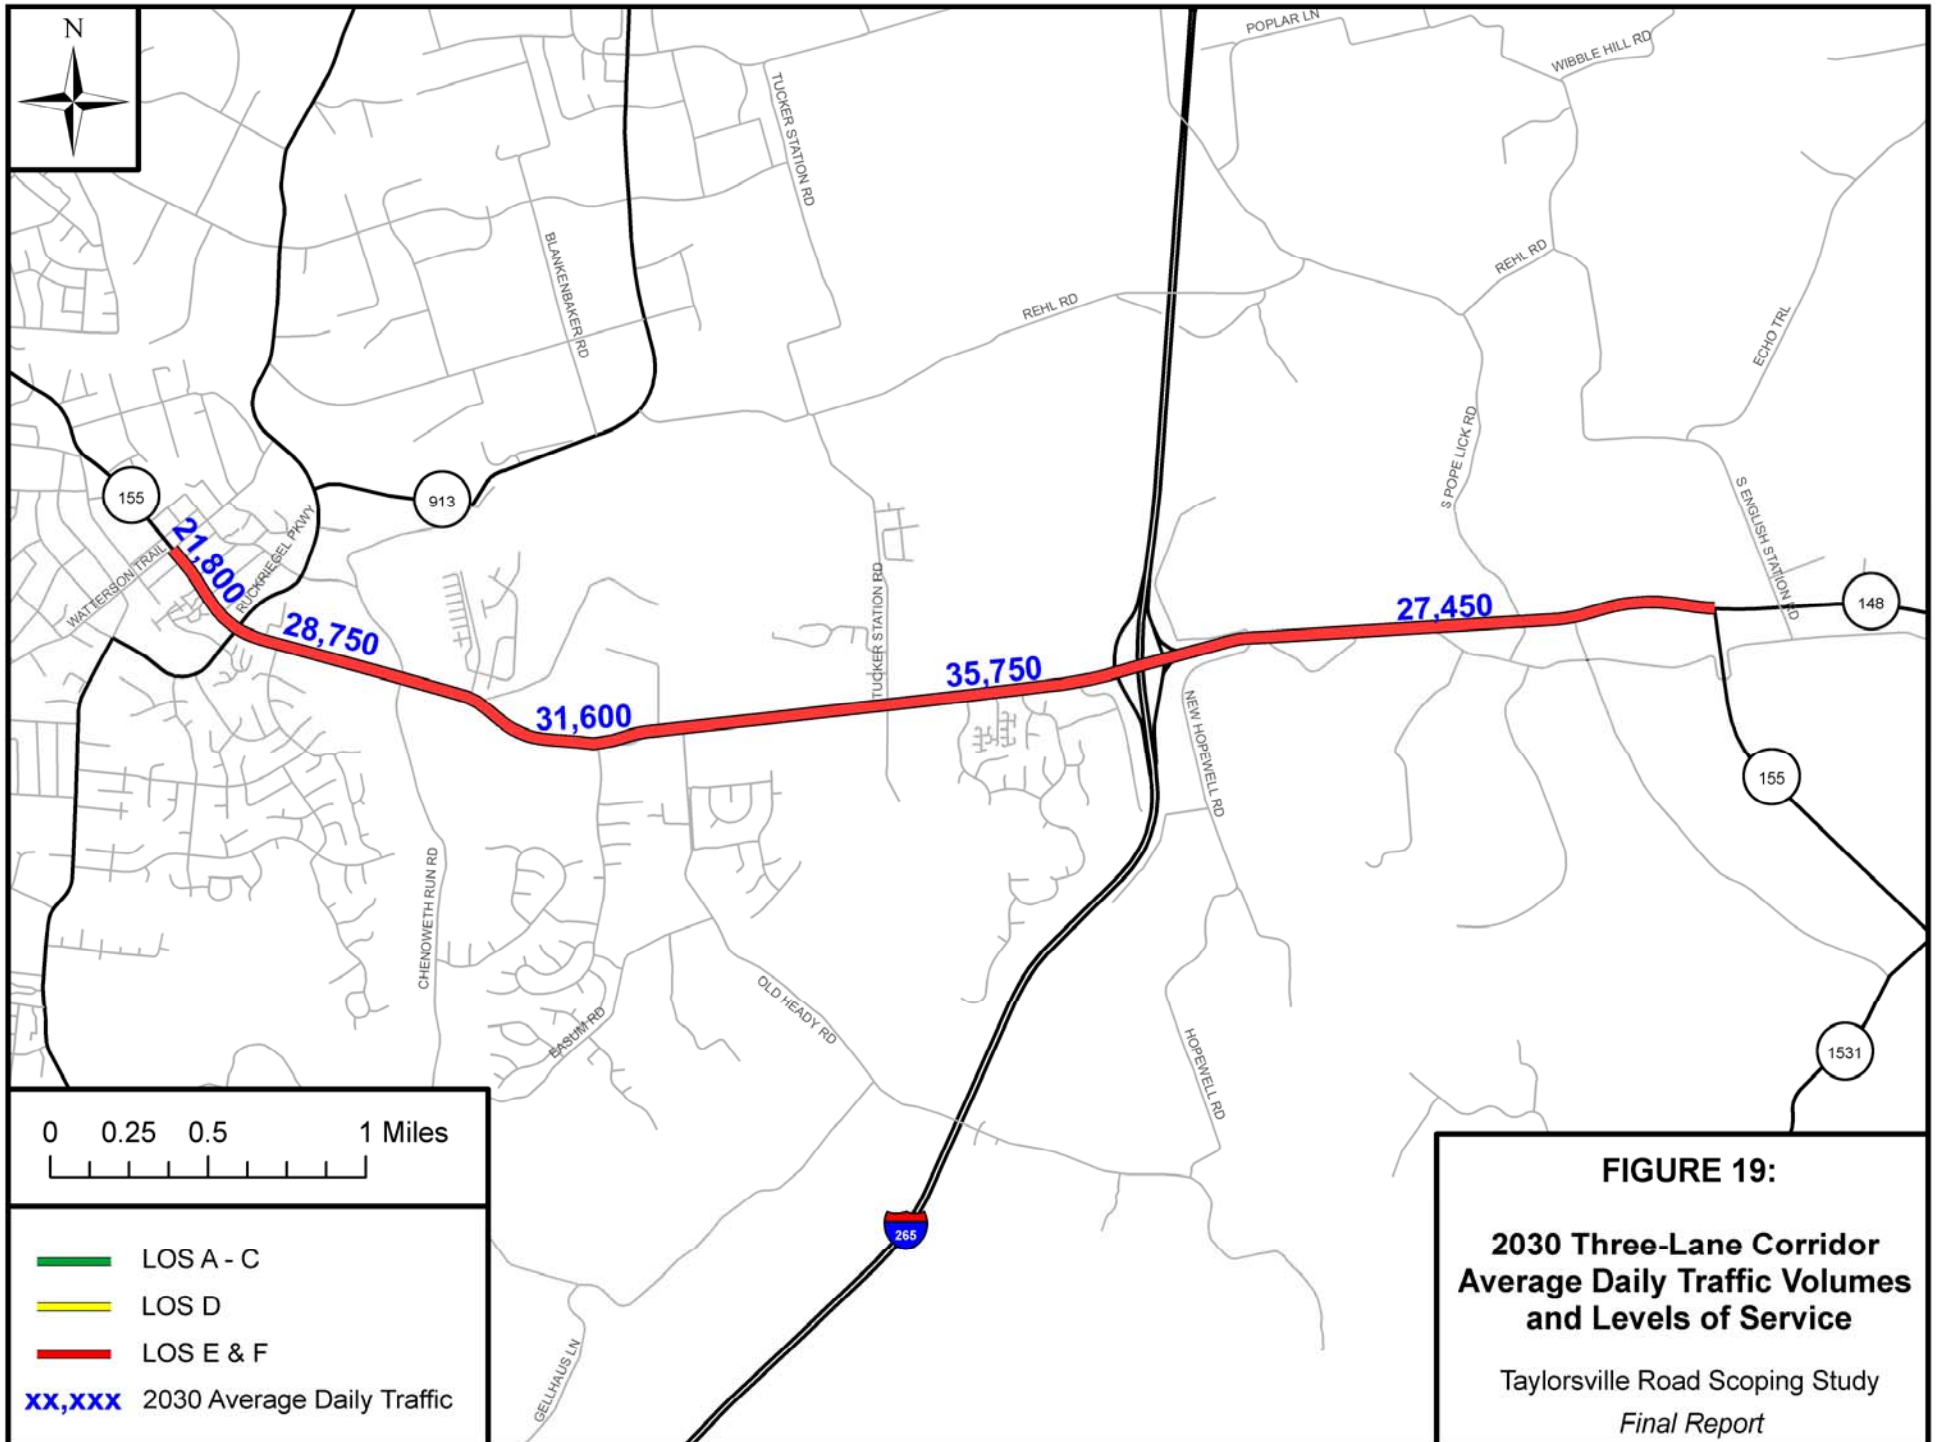 N
POPLAR LN
WIBBLE HILL RD
TUCKER STATION RD
BLANKENBAKER RD
REHL RD
REHL RD
ECHO TRL
S POPE LICK RD
S ENGLISH STATION RD
155
913
WATTERSON TRAIL
RUCKRIEGEL PKWY
21,800
28,750
31,600
TUCKER STATION RD
35,750
27,450
148
NEW HOPEWELL RD
155
CHENOWETH RUN RD
OLD HEADY RD
EASUM RD
HOPEWELL RD
1531
265
GELLHAUS LN
0 0.25 0.5 1 Miles
LOS A - C
LOS D
LOS E & F
xx,xxx 2030 Average Daily Traffic
FIGURE 19:
2030 Three-Lane Corridor
Average Daily Traffic Volumes
and Levels of Service
Taylorsville Road Scoping Study
Final Report